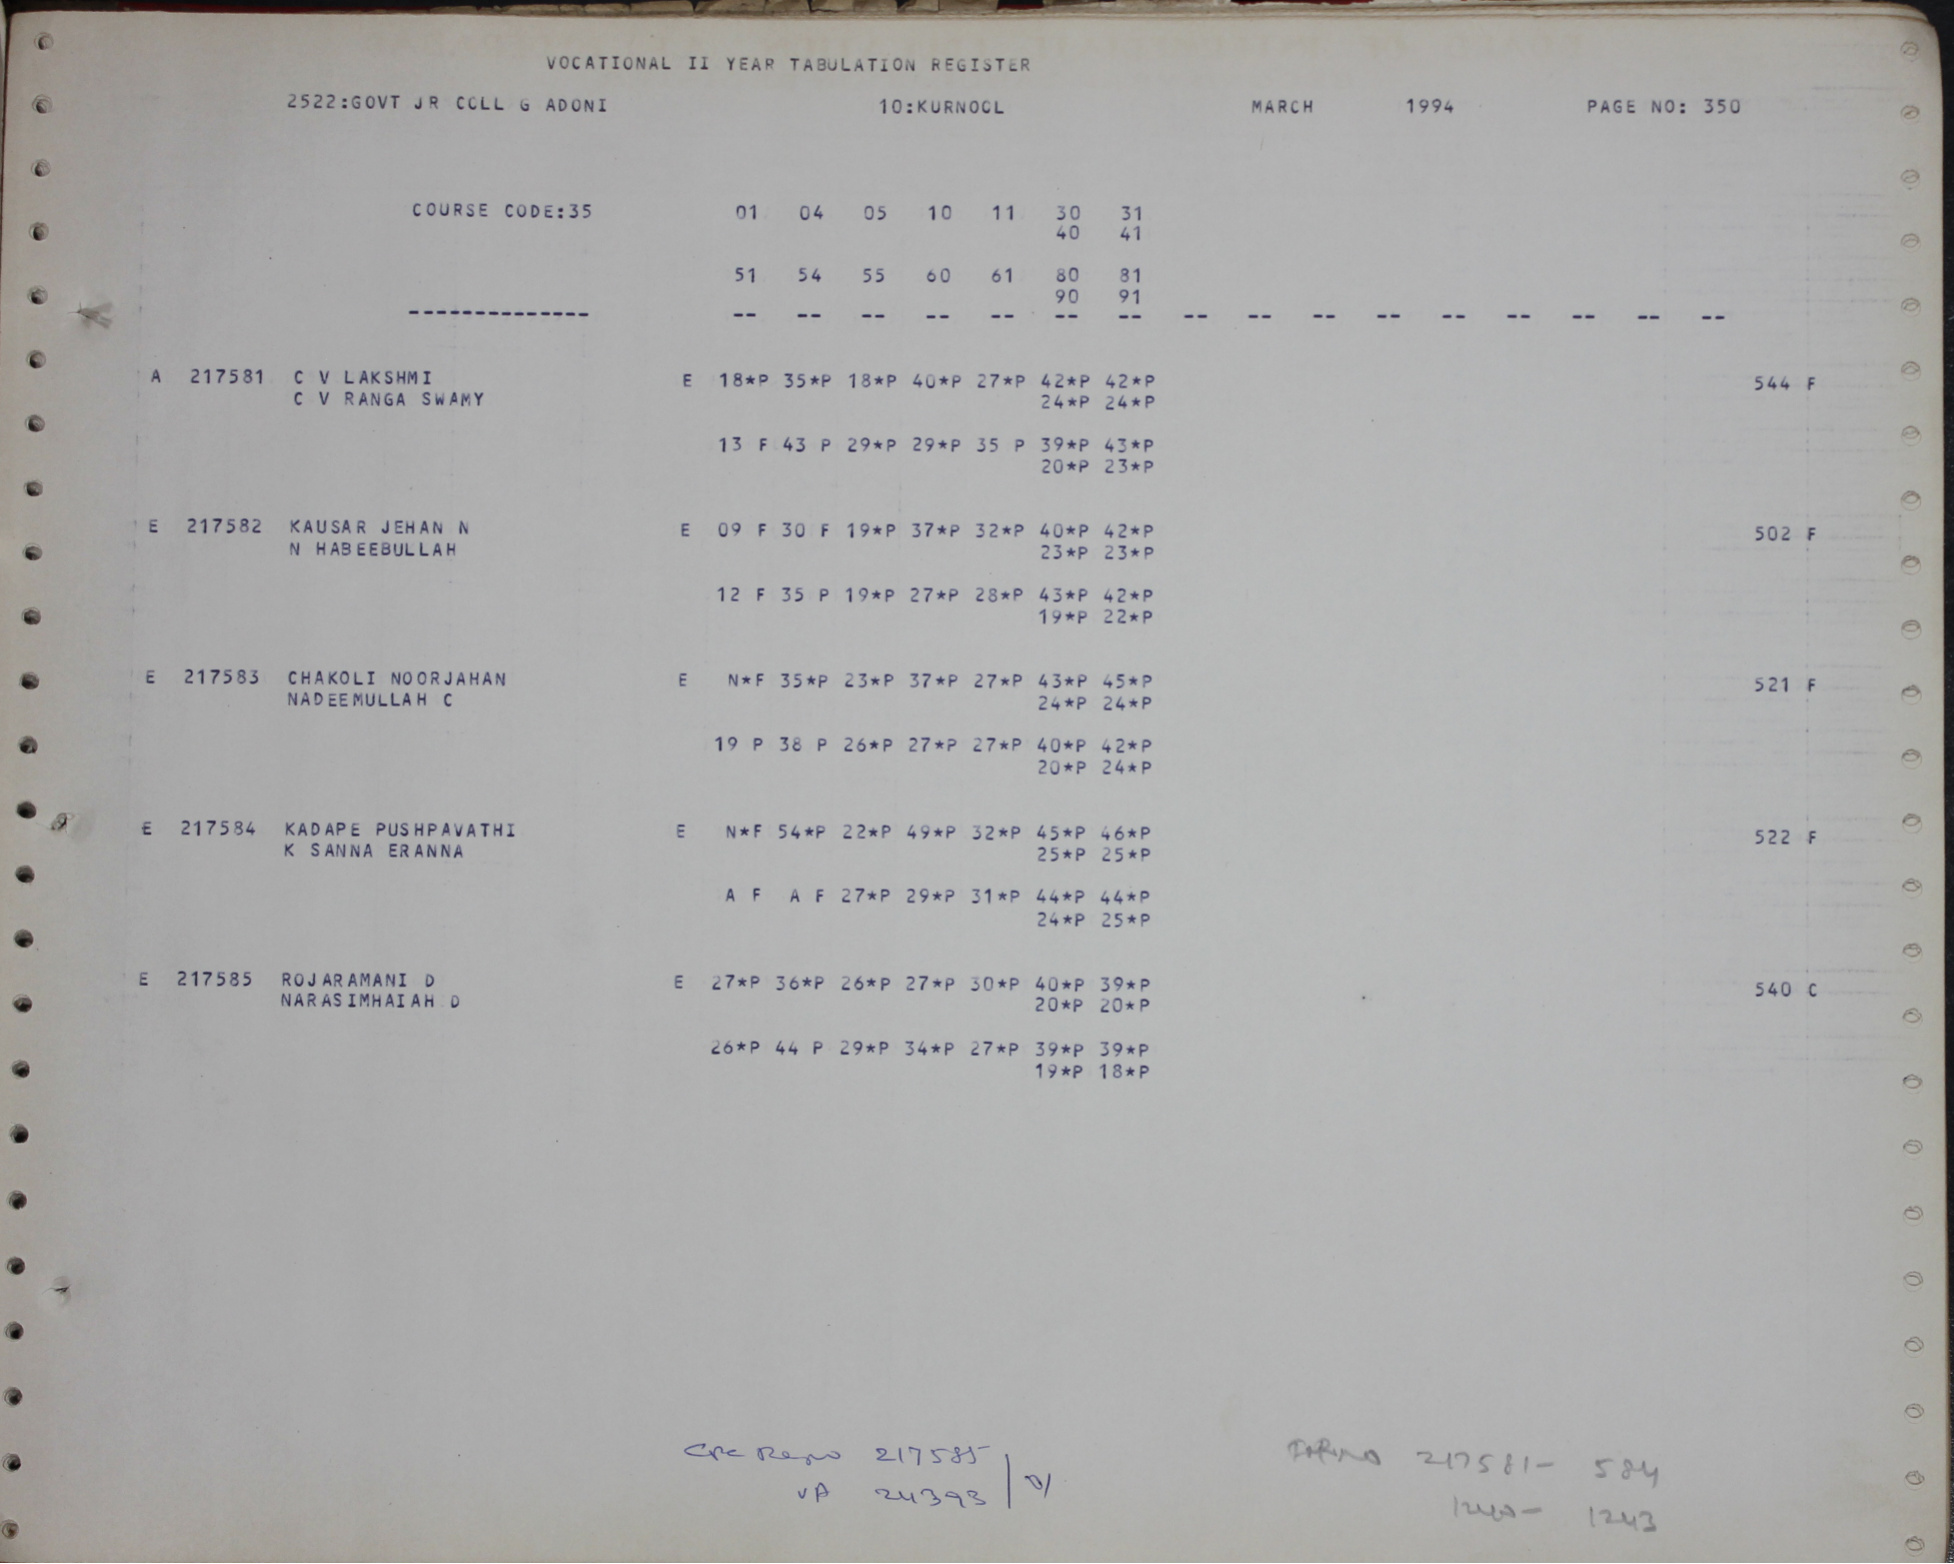 VOCATIONAL II YEAR TABULATION REGISTER
2522:GOVT JR COLL G ADONI 10:KURNOOL MARCH 1994 PAGE NO: 350
COURSE CODE:35 01 04 05 10 11 30 31
40 41
51 54 55 60 61 80 81
90 91
-------------- -- -- -- -- -- -- -- -- -- -- -- -- -- -- -- --
A 217581 C V LAKSHMI E 18*P 35*P 18*P 40*P 27*P 42*P 42*P 544 F
C V RANGA SWAMY 24*P 24*P
13 F 43 P 29*P 29*P 35 P 39*P 43*P
20*P 23*P
E 217582 KAUSAR JEHAN N E 09 F 30 F 19*P 37*P 32*P 40*P 42*P 502 F
N HABEEBULLAH 23*P 23*P
12 F 35 P 19*P 27*P 28*P 43*P 42*P
19*P 22*P
E 217583 CHAKOLI NOORJAHAN E N*F 35*P 23*P 37*P 27*P 43*P 45*P 521 F
NADEEMULLAH C 24*P 24*P
19 P 38 P 26*P 27*P 27*P 40*P 42*P
20*P 24*P
E 217584 KADAPE PUSHPAVATHI E N*F 54*P 22*P 49*P 32*P 45*P 46*P 522 F
K SANNA ERANNA 25*P 25*P
A F A F 27*P 29*P 31*P 44*P 44*P
24*P 25*P
E 217585 ROJARAMANI D E 27*P 36*P 26*P 27*P 30*P 40*P 39*P 540 C
NARASIMHAIAH D 20*P 20*P
26*P 44 P 29*P 34*P 27*P 39*P 39*P
19*P 18*P
217585 217581- 584
VA 24393 1240- 1243